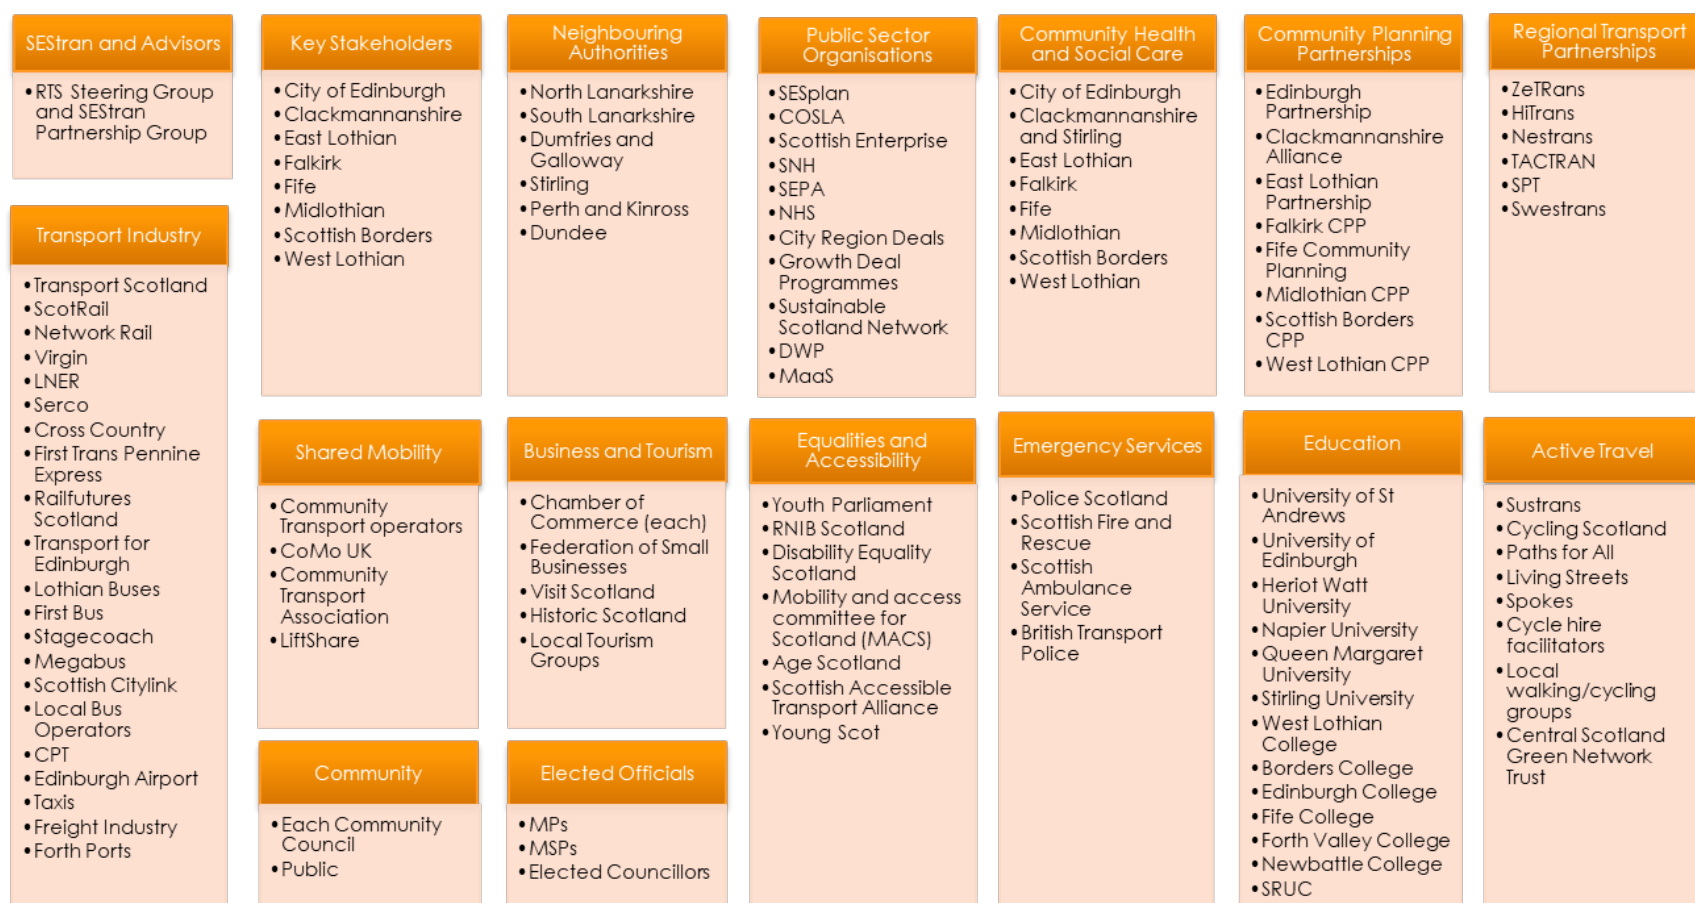 SEStran and Advisors
•RTS Steering Group
and SEStran
Partnership Group
Key Stakeholders
•City of Edinburgh
•Clackmannanshire
•East Lothian
•Falkirk
•Fife
•Midlothian
•Scottish Borders
•West Lothian
Neighbouring
Authorities
•North Lanarkshire
•South Lanarkshire
•Dumfries and
Galloway
•Stirling
•Perth and Kinross
•Dundee
Public Sector
Organisations
•SESplan
•COSLA
•Scottish Enterprise
•SNH
•SEPA
•NHS
•City Region Deals
•Growth Deal
Programmes
•Sustainable
Scotland Network
•DWP
•MaaS
Community Health
and Social Care
•City of Edinburgh
•Clackmannanshire
and Stirling
•East Lothian
•Falkirk
•Fife
•Midlothian
•Scottish Borders
•West Lothian
Community Planning
Partnerships
•Edinburgh
Partnership
•Clackmannanshire
Alliance
•East Lothian
Partnership
•Falkirk CPP
•Fife Community
Planning
•Midlothian CPP
•Scottish Borders
CPP
•West Lothian CPP
Regional Transport
Partnerships
•ZeTRans
•HiTrans
•Nestrans
•TACTRAN
•SPT
•Swestrans
Transport Industry
•Transport Scotland
•ScotRail
•Network Rail
•Virgin
•LNER
•Serco
•Cross Country
•First Trans Pennine
Express
•Railfutures
Scotland
•Transport for
Edinburgh
•Lothian Buses
•First Bus
•Stagecoach
•Megabus
•Scottish Citylink
•Local Bus
Operators
•CPT
•Edinburgh Airport
•Taxis
•Freight Industry
•Forth Ports
Shared Mobility
•Community
Transport operators
•CoMo UK
•Community
Transport
Association
•LiftShare
Business and Tourism
•Chamber of
Commerce (each)
•Federation of Small
Businesses
•Visit Scotland
•Historic Scotland
•Local Tourism
Groups
Equalities and
Accessibility
•Youth Parliament
•RNIB Scotland
•Disability Equality
Scotland
•Mobility and access
committee for
Scotland (MACS)
•Age Scotland
•Scottish Accessible
Transport Alliance
•Young Scot
Emergency Services
•Police Scotland
•Scottish Fire and
Rescue
•Scottish
Ambulance
Service
•British Transport
Police
Education
•University of St
Andrews
•University of
Edinburgh
•Heriot Watt
University
•Napier University
•Queen Margaret
University
•Stirling University
•West Lothian
College
•Borders College
•Edinburgh College
•Fife College
•Forth Valley College
•Newbattle College
•SRUC
Active Travel
•Sustrans
•Cycling Scotland
•Paths for All
•Living Streets
•Spokes
•Cycle hire
facilitators
•Local
walking/cycling
groups
•Central Scotland
Green Network
Trust
Community
•Each Community
Council
•Public
Elected Officials
•MPs
•MSPs
•Elected Councillors